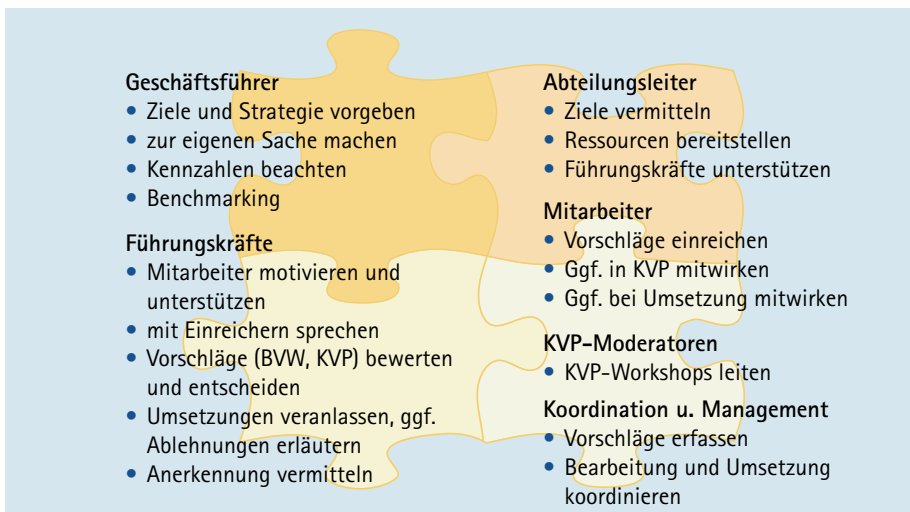 Geschäftsführer
• Ziele und Strategie vorgeben
• zur eigenen Sache machen
• Kennzahlen beachten
• Benchmarking
Führungskräfte
• Mitarbeiter motivieren und
unterstützen
• mit Einreichern sprechen
• Vorschläge (BVW, KVP) bewerten
und entscheiden
• Umsetzungen veranlassen, ggf.
Ablehnungen erläutern
• Anerkennung vermitteln
Abteilungsleiter
• Ziele vermitteln
• Ressourcen bereitstellen
• Führungskräfte unterstützen
Mitarbeiter
• Vorschläge einreichen
• Ggf. in KVP mitwirken
• Ggf. bei Umsetzung mitwirken
KVP-Moderatoren
• KVP-Workshops leiten
Koordination u. Management
• Vorschläge erfassen
• Bearbeitung und Umsetzung
koordinieren